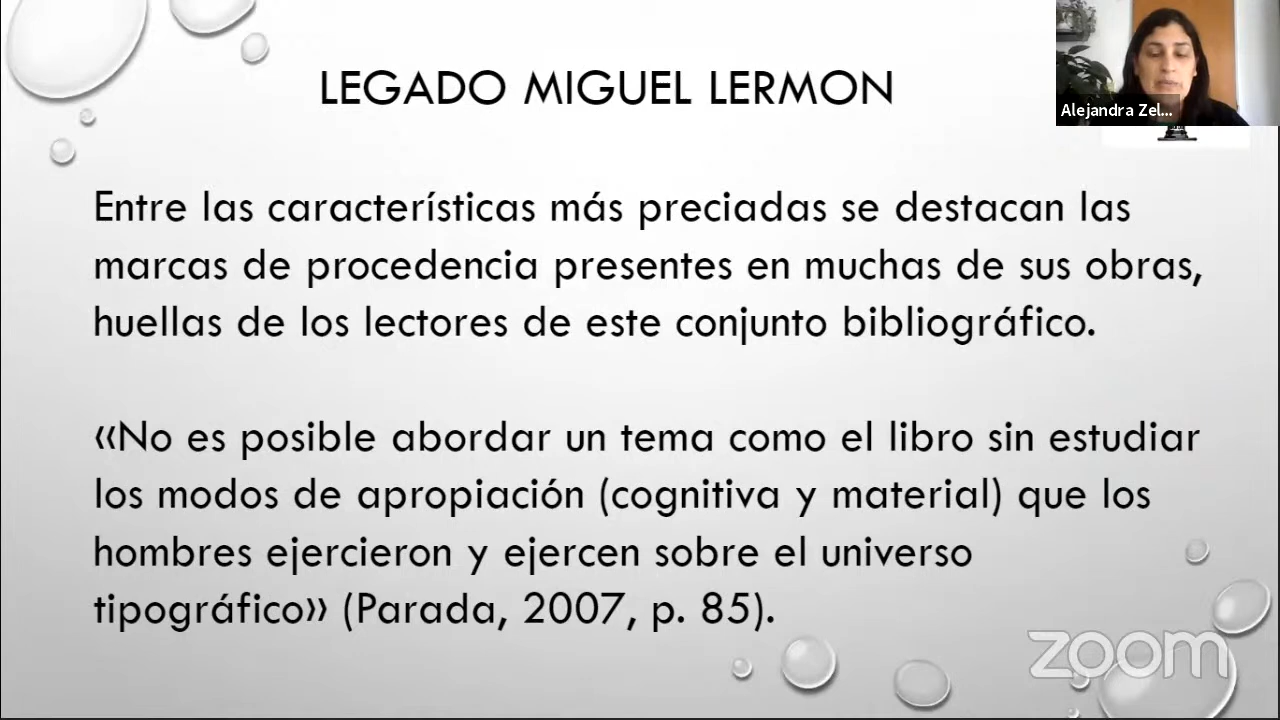 LEGADO MIGUEL LERMON
Alejandra Zel...
Entre las características más preciadas se destacan las
marcas de procedencia presentes en muchas de sus obras,
huellas de los lectores de este conjunto bibliográfico.
«No es posible abordar un tema como el libro sin estudiar
los modos de apropiación (cognitiva y material) que los
hombres ejercieron y ejercen sobre el universo
tipográfico» (Parada, 2007, p. 85).
zoom